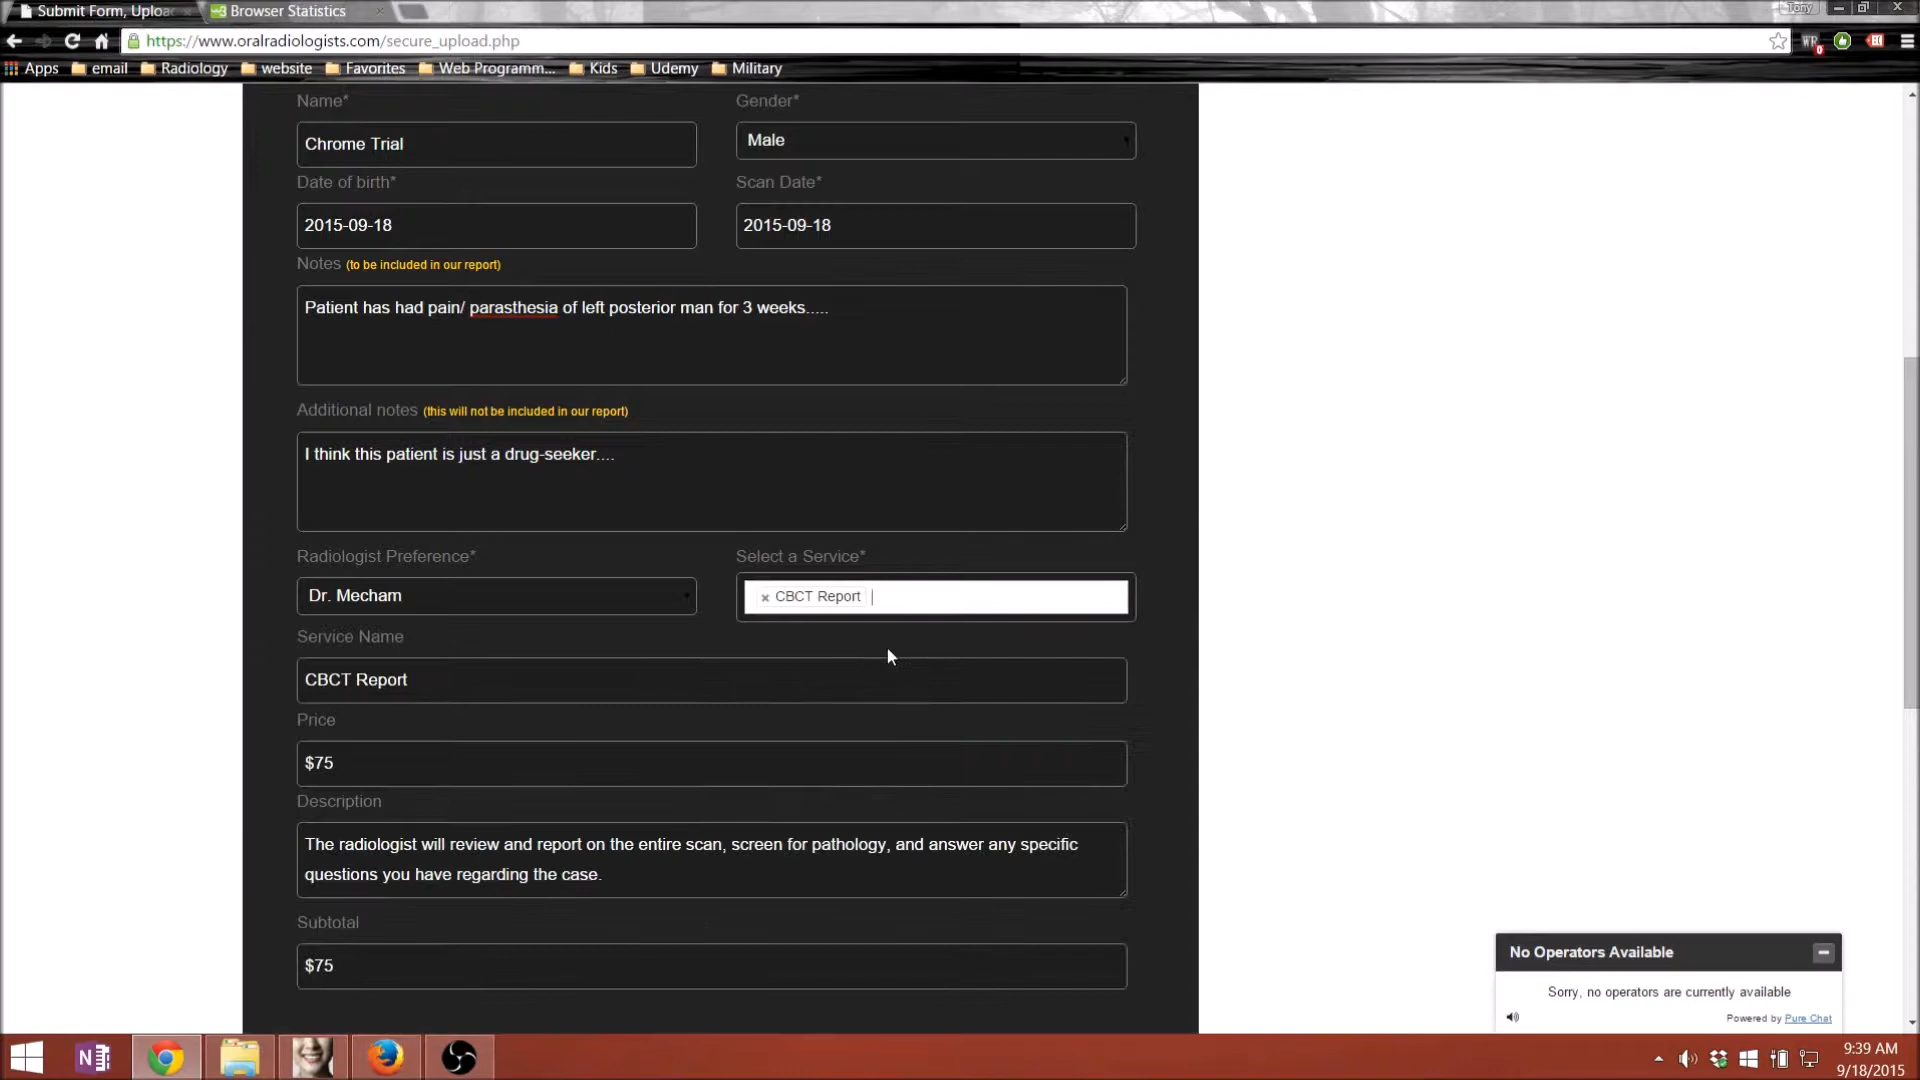 Submit Form, Uploa
Browser Statistics
Tony
https://www.oralradiologists.com/secure_upload.php
Apps
email
Radiology
website
Favorites
Web Programm...
Kids
Udemy
Military
Name*
Gender*
Chrome Trial
Male
Date of birth*
Scan Date*
2015-09-18
2015-09-18
Notes (to be included in our report)
Patient has had pain/ parasthesia of left posterior man for 3 weeks.....
Additional notes (this will not be included in our report)
I think this patient is just a drug-seeker....
Radiologist Preference*
Select a Service*
Dr. Mecham
× CBCT Report
Service Name
CBCT Report
Price
$75
Description
The radiologist will review and report on the entire scan, screen for pathology, and answer any specific
questions you have regarding the case.
Subtotal
$75
No Operators Available
Sorry, no operators are currently available
Powered by Pure Chat
9:39 AM
9/18/2015